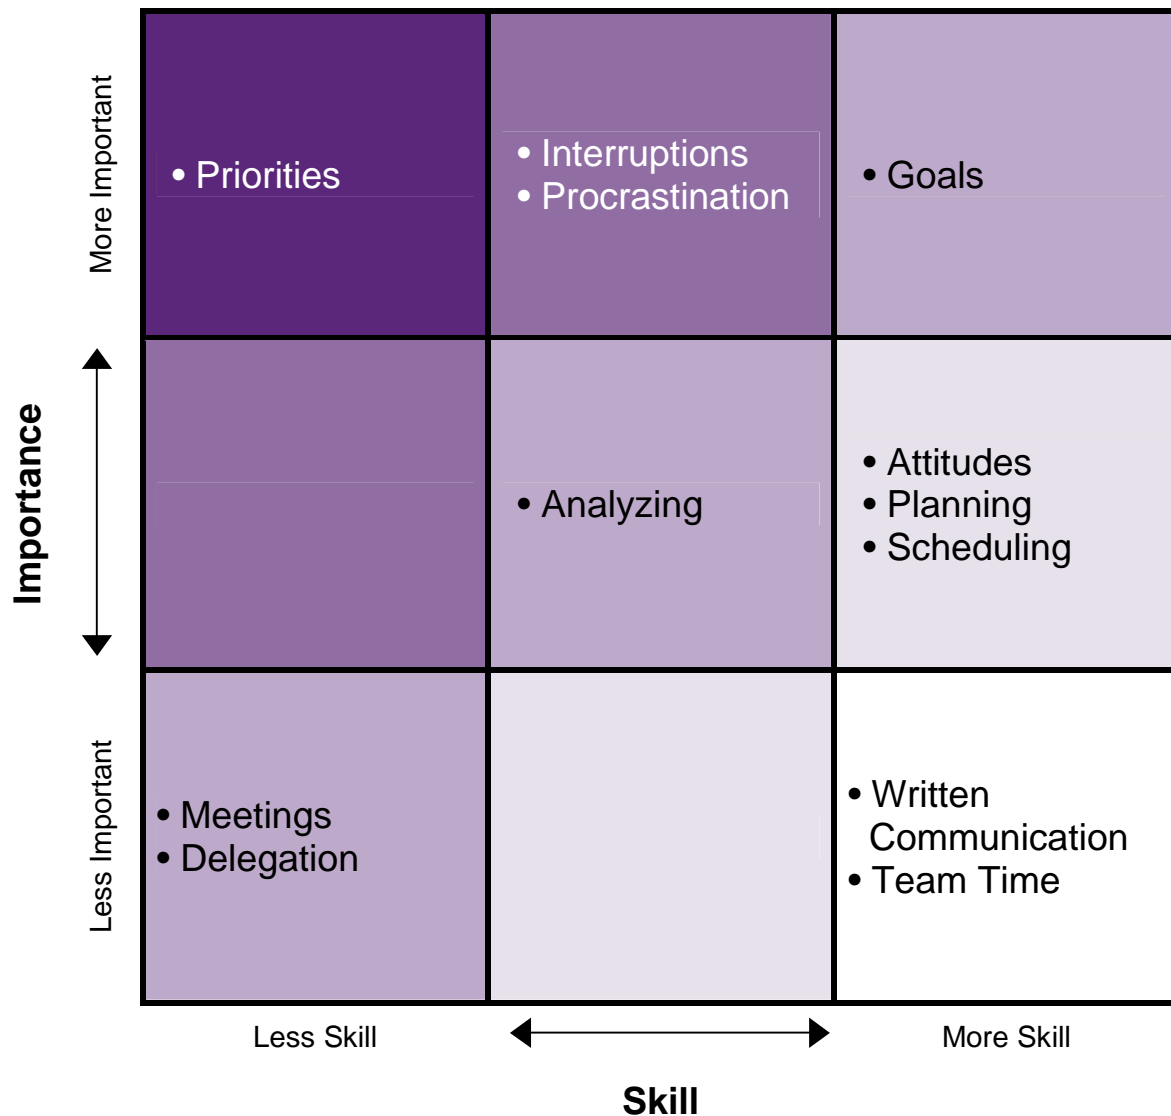 More Important
• Priorities
• Interruptions
• Procrastination
• Goals
Importance
• Analyzing
• Attitudes
• Planning
• Scheduling
Less Important
• Meetings
• Delegation
• Written
Communication
• Team Time
Less Skill
More Skill
Skill